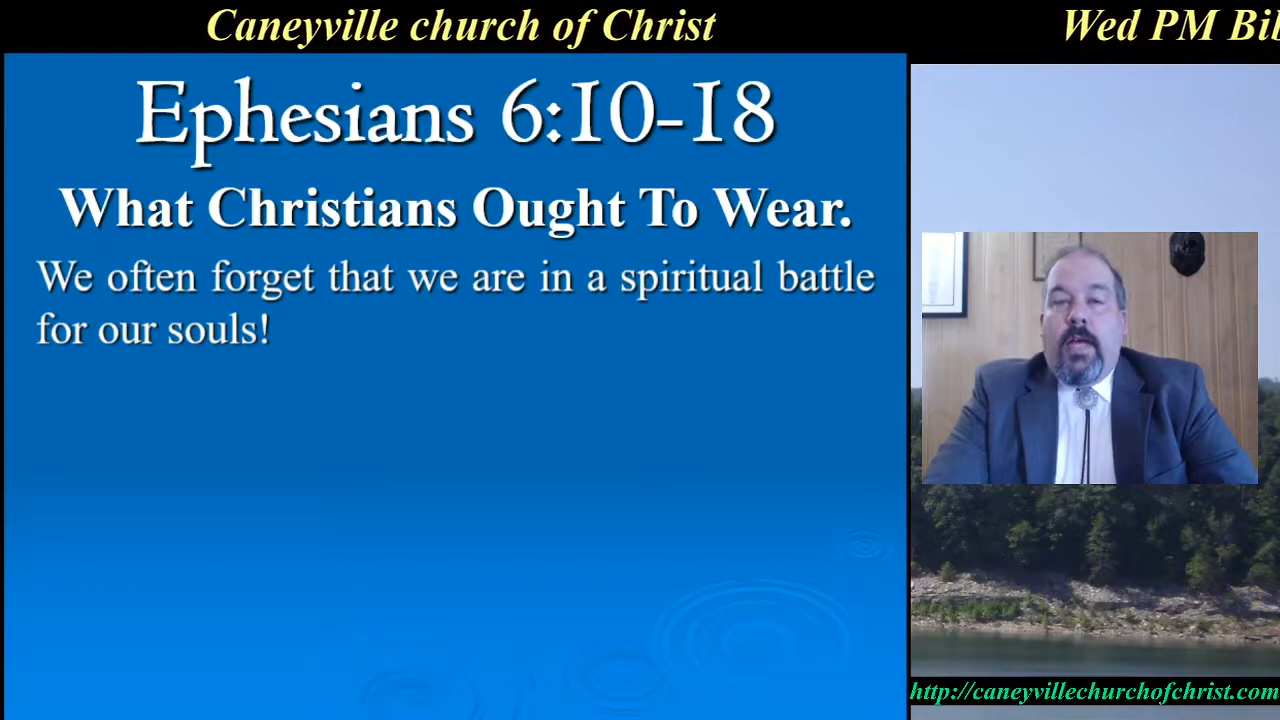 Caneyville church of Christ
Wed PM Bi
Ephesians 6:10-18
What Christians Ought To Wear.
We often forget that we are in a spiritual battle
for our souls!
http://caneyvillechurchofchrist.com